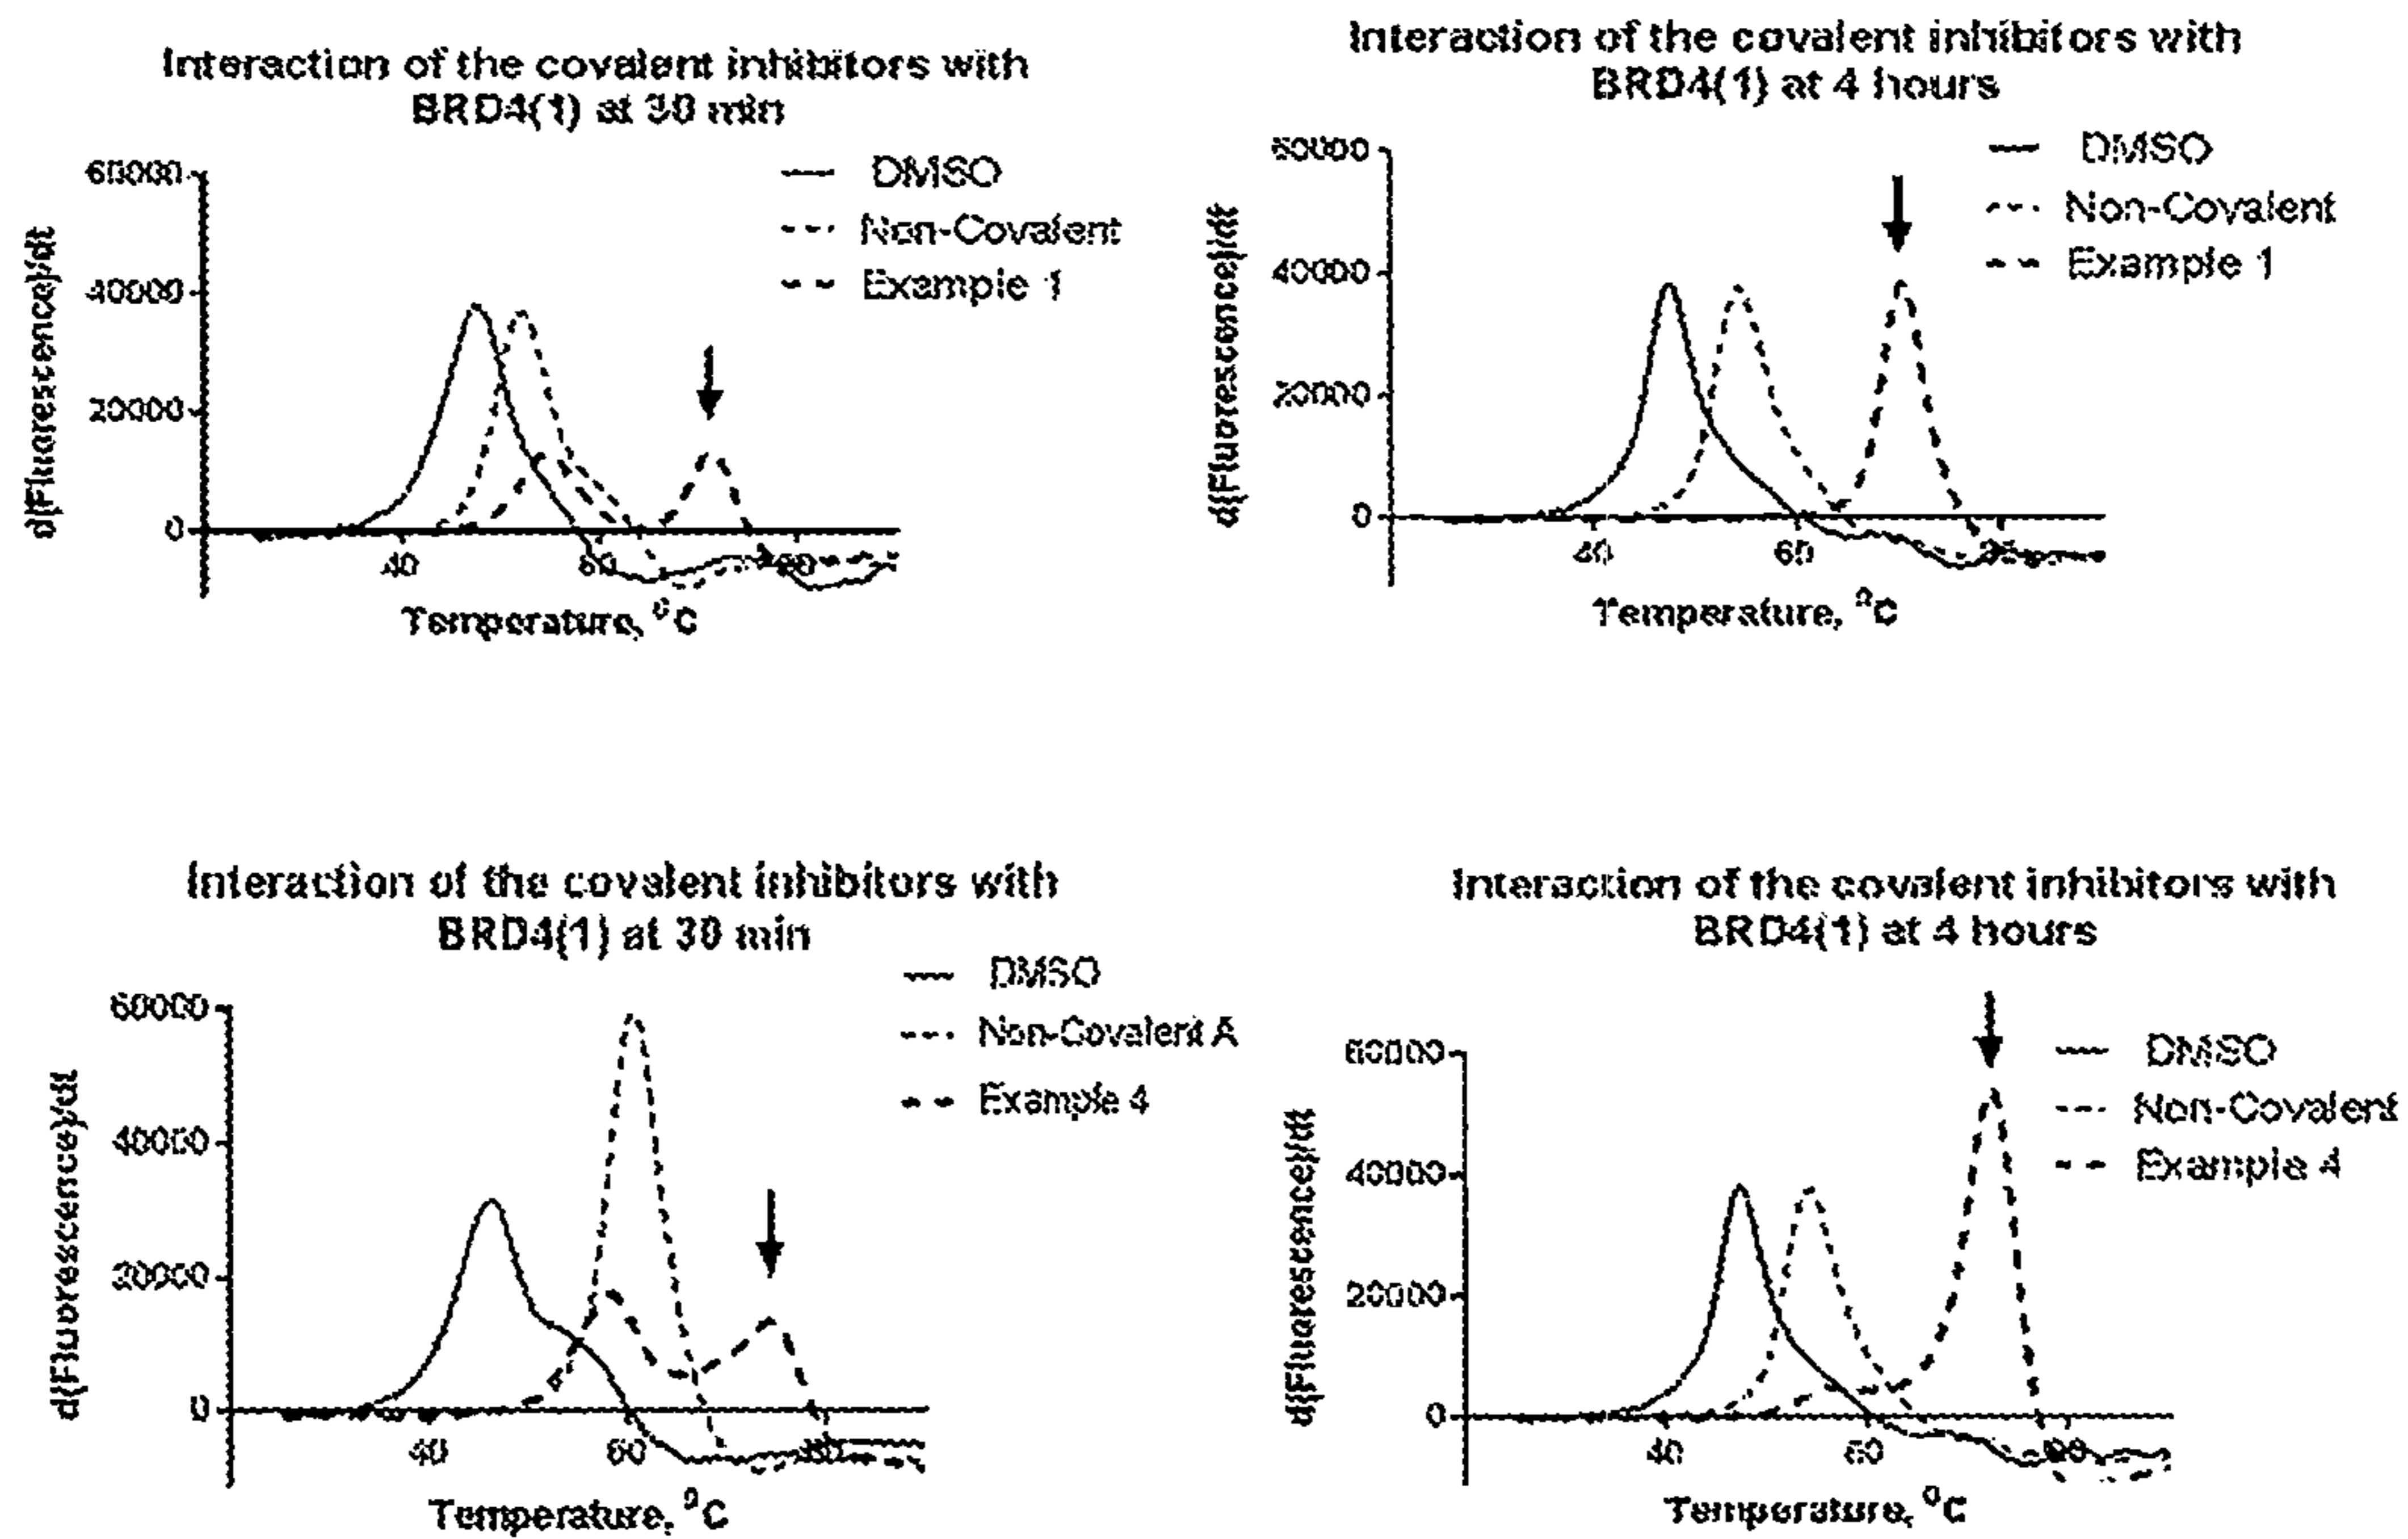 Interaction of the covalent inhibitors with
BRD4(1) at 30 min
60000
40000
20000
0
d(Fluorescence)/dt
DMSO
Non-Covalent
Example 1
40
60
80
Temperature, °C
Interaction of the covalent inhibitors with
BRD4(1) at 4 hours
60000
40000
20000
0
d(Fluorescence)/dt
DMSO
Non-Covalent
Example 1
40
60
80
Temperature, °C
Interaction of the covalent inhibitors with
BRD4(1) at 30 min
60000
40000
20000
0
d(Fluorescence)/dt
DMSO
Non-Covalent A
Example 4
40
60
80
Temperature, °C
Interaction of the covalent inhibitors with
BRD4(1) at 4 hours
60000
40000
20000
0
d(Fluorescence)/dt
DMSO
Non-Covalent
Example 4
40
60
80
Temperature, °C